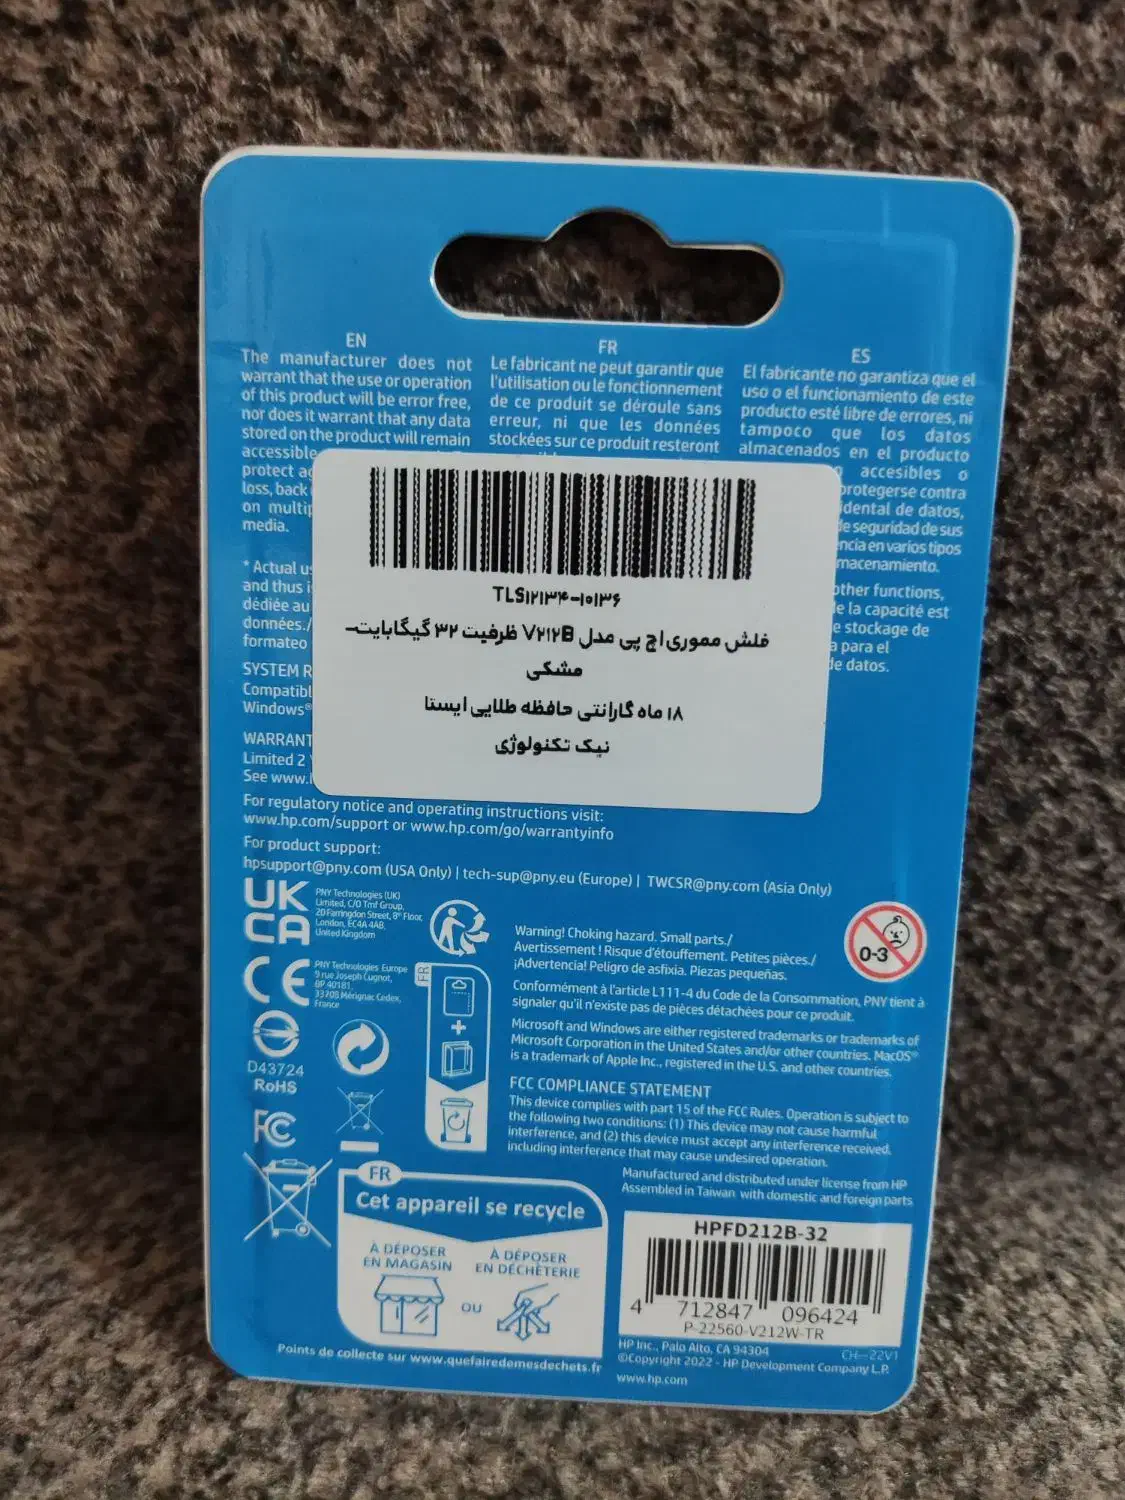 EN
The manufacturer does not
warrant that the use or operation
of this product will be error free,
nor does it warrant that any data
stored on the product will remain
accessible
protect
loss, back
on
media.
* Actual
and thus
dédiée au
données./
formateo
SYSTEM
Windows®
Limited 2
See
FR
Le fabricant ne peut garantir que
l'utilisation ou le fonctionnement
de ce produit se déroule sans
erreur, ni que les données
stockées sur ce produit resteront
ES
El fabricante no garantiza que el
uso o el funcionamiento de este
producto esté libre de errores, ni
tampoco que los datos
almacenados en el producto
accesibles o
protegerse contra
de datos,
de seguridad de sus
en varios tipos
other functions,
de la capacité est
e stockage de
a para el
de datos.
TLS۱۲۱۳۴-۱۰۱۳۶
فلش مموری اچ پی مدل V۲۱۲B ظرفیت ۳۲ گیگابایت-
مشکی
۱۸ ماه گارانتی حافظه طلایی ایستا
نیک تکنولوژی
For regulatory notice and operating instructions visit:
www.hp.com/support or www.hp.com/go/warrantyinfo
For product support:
hpsupport@pny.com (USA Only) | tech-sup@pny.eu (Europe) | TWCSR@pny.com (Asia Only)
UK
CA
PNY Technologies (UK)
Limited, C/O Tmf Group,
20 Farringdon Street, 8th Floor,
London, EC4A 4AB,
United Kingdom
CE
PNY Technologies Europe
9 rue Joseph Cugnot,
BP 40181,
33708 Mérignac Cedex,
France
D43724
RoHS
FC
FR
Warning! Choking hazard. Small parts./
Avertissement ! Risque d'étouffement. Petites pièces./
¡Advertencia! Peligro de asfixia. Piezas pequeñas.
0-3
Conformément à l'article L111-4 du Code de la Consommation, PNY tient à
signaler qu'il n'existe pas de pièces détachées pour ce produit.
Microsoft and Windows are either registered trademarks or trademarks of
Microsoft Corporation in the United States and/or other countries. MacOS®
is a trademark of Apple Inc., registered in the U.S. and other countries.
FCC COMPLIANCE STATEMENT
This device complies with part 15 of the FCC Rules. Operation is subject to
the following two conditions: (1) This device may not cause harmful
interference, and (2) this device must accept any interference received,
including interference that may cause undesired operation.
Manufactured and distributed under license from HP
Assembled in Taiwan with domestic and foreign parts
FR
Cet appareil se recycle
À DÉPOSER
EN MAGASIN
OU
À DÉPOSER
EN DÉCHÈTERIE
Points de collecte sur www.quefairedemesdechets.fr
HPFD212B-32
4 712847 096424
P-22560-V212W-TR
HP Inc., Palo Alto, CA 94304
CH-22V1
©Copyright 2022 - HP Development Company L.P.
www.hp.com